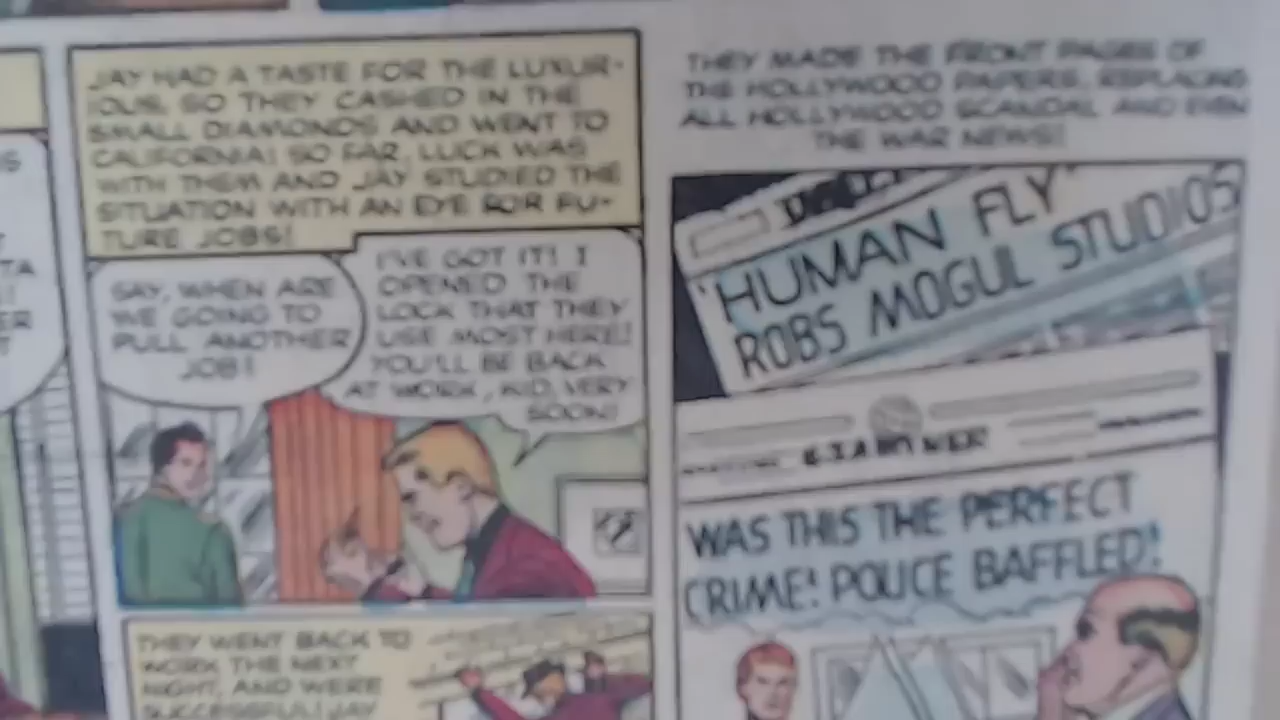 JAY HAD A TASTE FOR THE LUXUR-
IOUS, SO THEY CASHED IN THE
SMALL DIAMONDS AND WENT TO
CALIFORNIA! SO FAR, LUCK WAS
WITH THEM AND JAY STUDIED THE
SITUATION WITH AN EYE FOR FU-
TURE JOBS!
SAY, WHEN ARE
WE GOING TO
PULL ANOTHER
JOB?
I'VE GOT IT! I
OPENED THE
LOCK THAT THEY
USE MOST HERE!
YOU'LL BE BACK
AT WORK, KID, VERY
SOON!
THEY WENT BACK TO
WORK THE NEXT
NIGHT, AND WERE
SUCCESSFUL! JAY
THEY MADE THE FRONT PAGES OF
THE HOLLYWOOD PAPERS, REPLACING
ALL HOLLYWOOD SCANDAL AND EVEN
THE WAR NEWS!
"HUMAN FLY"
ROBS MOGUL STUDIOS
EXAMINER
WAS THIS THE PERFECT
CRIME? POLICE BAFFLED!